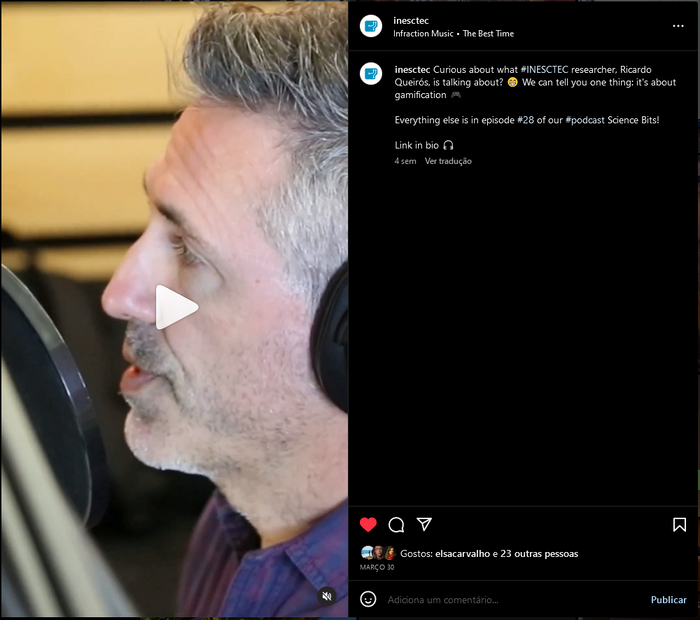 inesctec
Infraction Music • The Best Time
inesctec Curious about what #INESCTEC researcher, Ricardo
Queirós, is talking about? 😁 We can tell you one thing: it's about
gamification 🎮
Everything else is in episode #28 of our #podcast Science Bits!
Link in bio 🎧
4 sem Ver tradução
Gostos: elsacarvalho e 23 outras pessoas
MARÇO 30
Adiciona um comentário...
Publicar